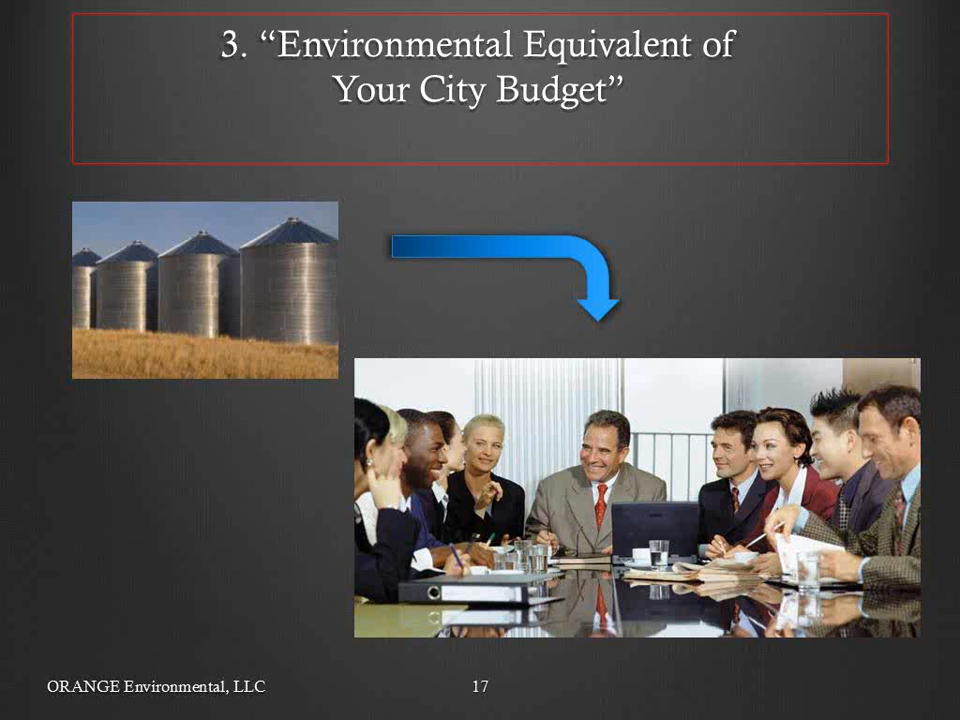 3. “Environmental Equivalent of
Your City Budget”
ORANGE Environmental, LLC
17